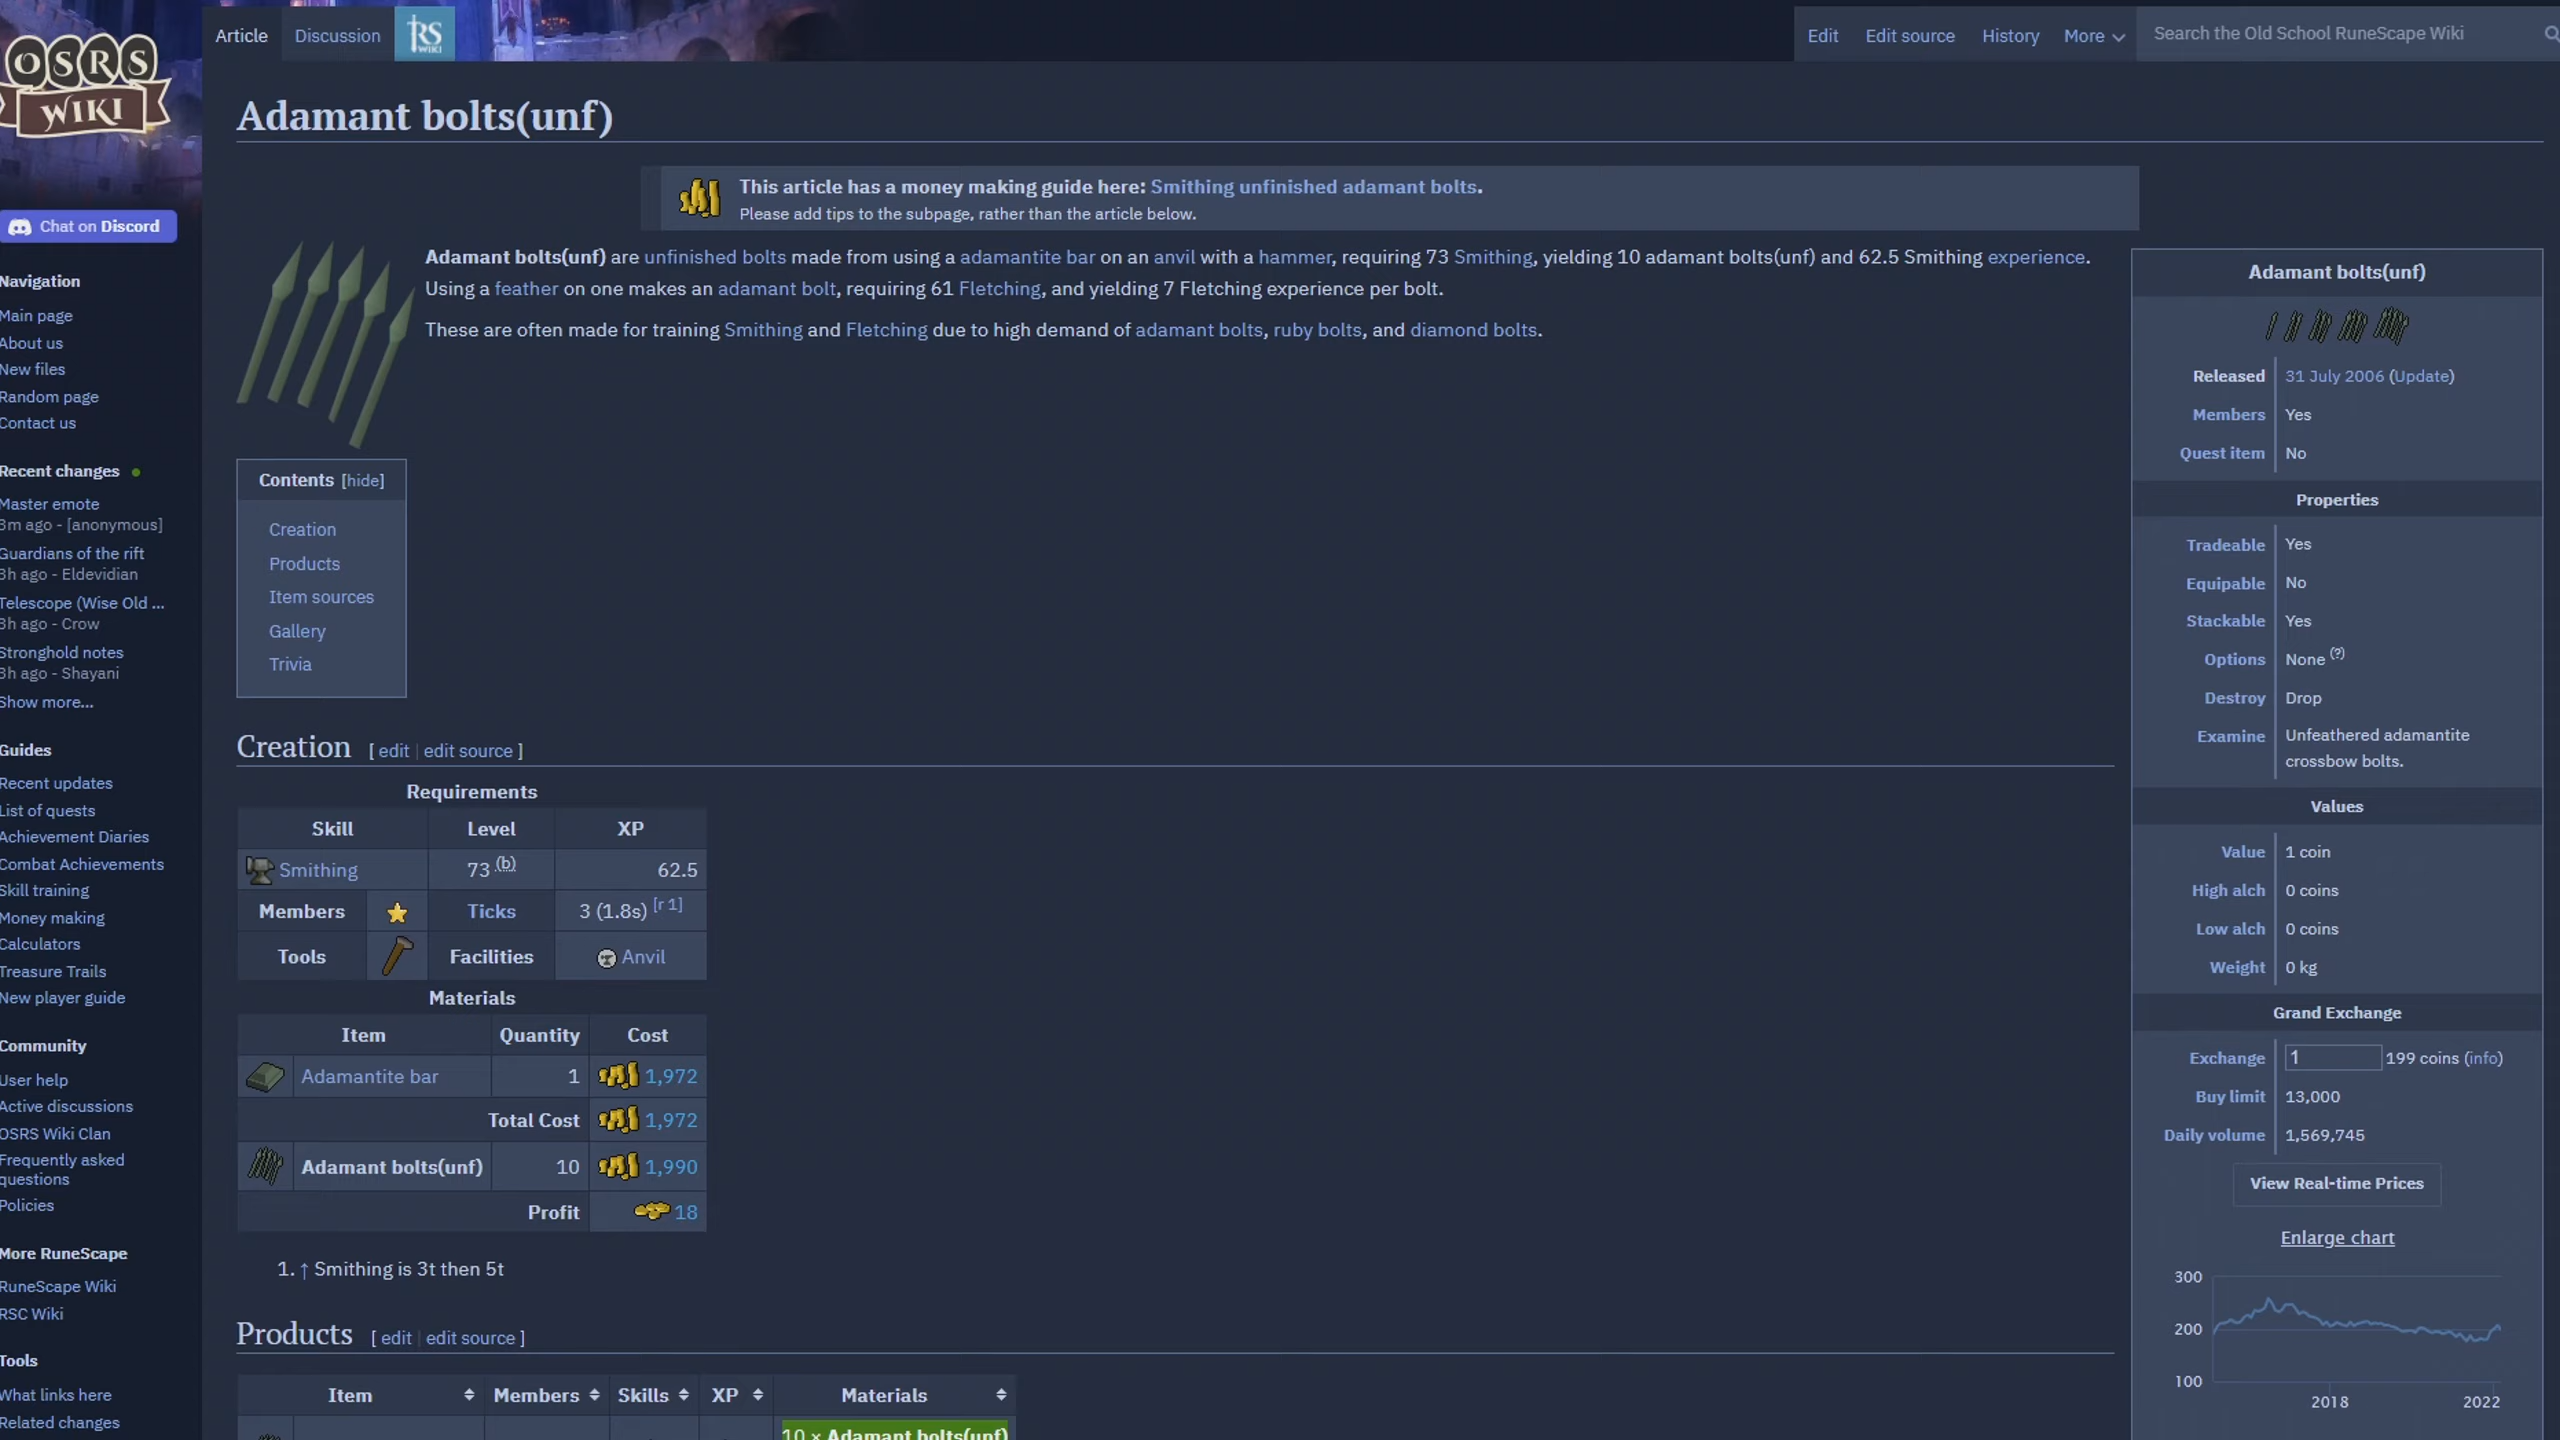 OSRS
WIKI
Article
Discussion
RS
WIKI
Edit
Edit source
History
More
Search the Old School RuneScape Wiki
Adamant bolts(unf)
This article has a money making guide here: Smithing unfinished adamant bolts.
Please add tips to the subpage, rather than the article below.
Adamant bolts(unf) are unfinished bolts made from using a adamantite bar on an anvil with a hammer, requiring 73 Smithing, yielding 10 adamant bolts(unf) and 62.5 Smithing experience.
Using a feather on one makes an adamant bolt, requiring 61 Fletching, and yielding 7 Fletching experience per bolt.
These are often made for training Smithing and Fletching due to high demand of adamant bolts, ruby bolts, and diamond bolts.
Chat on Discord
Navigation
Main page
About us
New files
Random page
Contact us
Recent changes
Master emote
3m ago - [anonymous]
Guardians of the rift
3h ago - Eldevidian
Telescope (Wise Old ...
3h ago - Crow
Stronghold notes
3h ago - Shayani
Show more...
Guides
Recent updates
List of quests
Achievement Diaries
Combat Achievements
Skill training
Money making
Calculators
Treasure Trails
New player guide
Community
User help
Active discussions
OSRS Wiki Clan
Frequently asked
questions
Policies
More RuneScape
RuneScape Wiki
RSC Wiki
Tools
What links here
Related changes
Contents [hide]
Creation
Products
Item sources
Gallery
Trivia
Creation [ edit | edit source ]
Requirements
Skill Level XP
Smithing 73 (b) 62.5
Members Ticks 3 (1.8s) [r 1]
Tools Facilities Anvil
Materials
Item Quantity Cost
Adamantite bar 1 1,972
Total Cost 1,972
Adamant bolts(unf) 10 1,990
Profit 18
1. ↑ Smithing is 3t then 5t
Products [ edit | edit source ]
Item Members Skills XP Materials
10 × Adamant bolts(unf)
Adamant bolts(unf)
Released 31 July 2006 (Update)
Members Yes
Quest item No
Properties
Tradeable Yes
Equipable No
Stackable Yes
Options None (?)
Destroy Drop
Examine Unfeathered adamantite
crossbow bolts.
Values
Value 1 coin
High alch 0 coins
Low alch 0 coins
Weight 0 kg
Grand Exchange
Exchange 1 199 coins (info)
Buy limit 13,000
Daily volume 1,569,745
View Real-time Prices
Enlarge chart
300
200
100
2018 2022